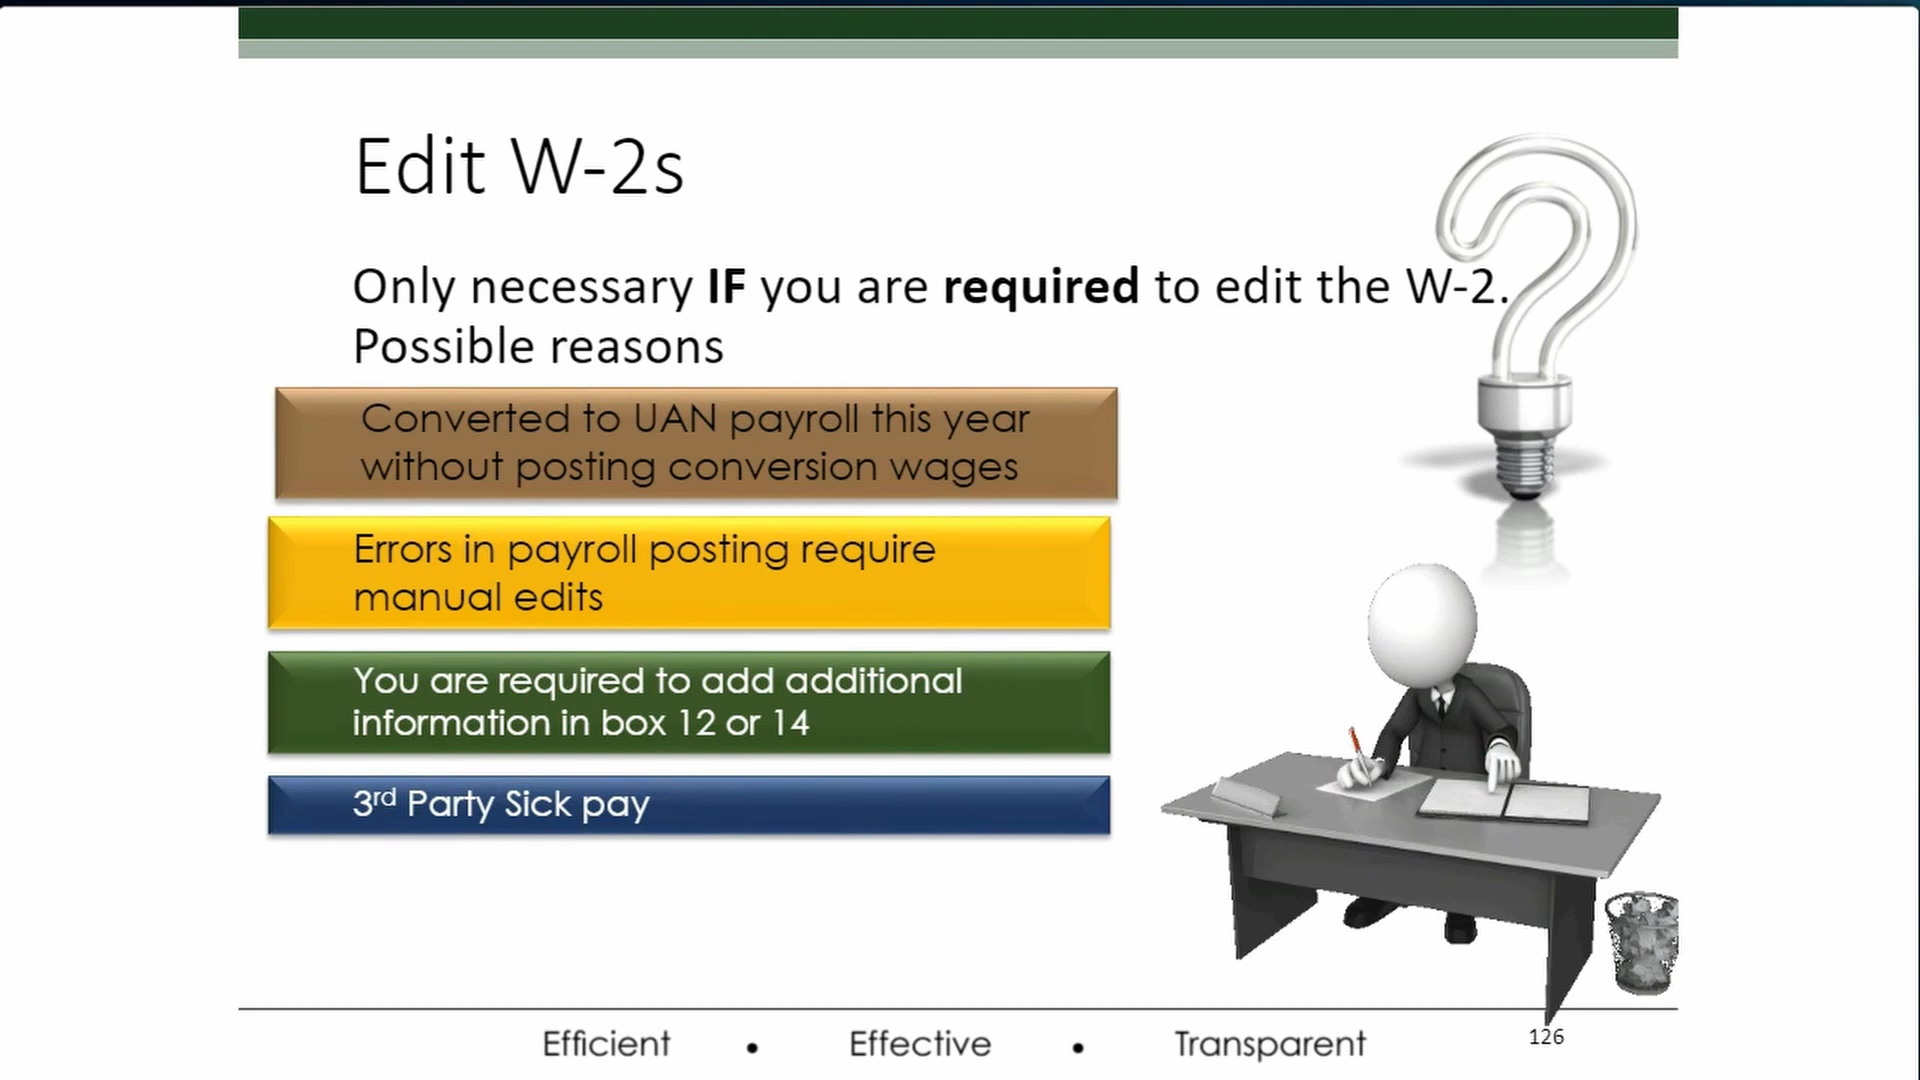 Edit W-2s
Only necessary IF you are required to edit the W-2.
Possible reasons
Converted to UAN payroll this year
without posting conversion wages
Errors in payroll posting require
manual edits
You are required to add additional
information in box 12 or 14
3rd Party Sick pay
Efficient • Effective • Transparent
126